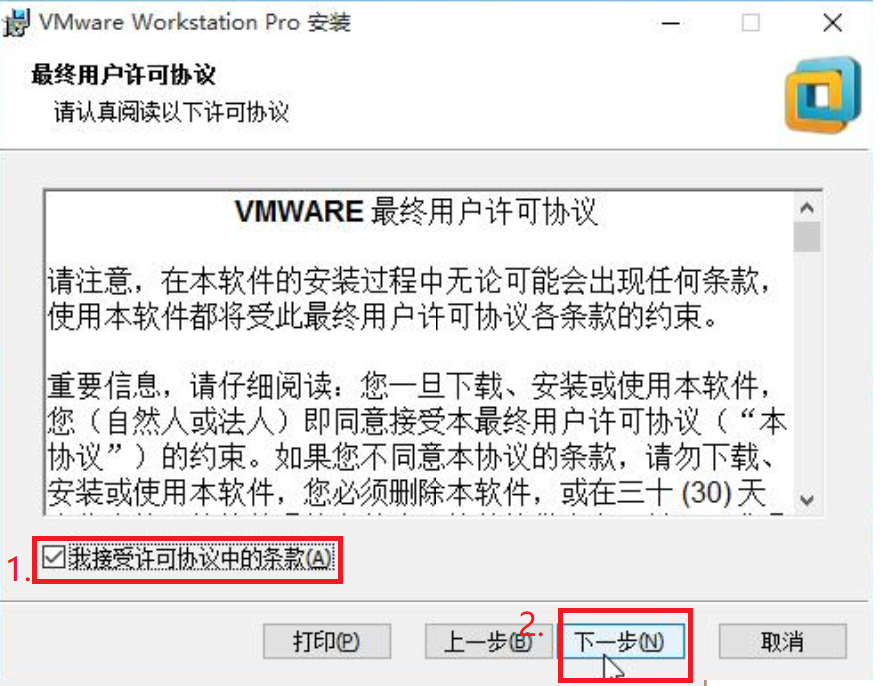 VMware Workstation Pro 安装
最终用户许可协议
请认真阅读以下许可协议
VMWARE 最终用户许可协议
请注意，在本软件的安装过程中无论可能会出现任何条款，
使用本软件都将受此最终用户许可协议各条款的约束。
重要信息，请仔细阅读：您一旦下载、安装或使用本软件，
您（自然人或法人）即同意接受本最终用户许可协议（“本
协议”）的约束。如果您不同意本协议的条款，请勿下载、
安装或使用本软件，您必须删除本软件，或在三十 (30) 天
1. 我接受许可协议中的条款(A)
2.
打印(P) 上一步(B) 下一步(N) 取消